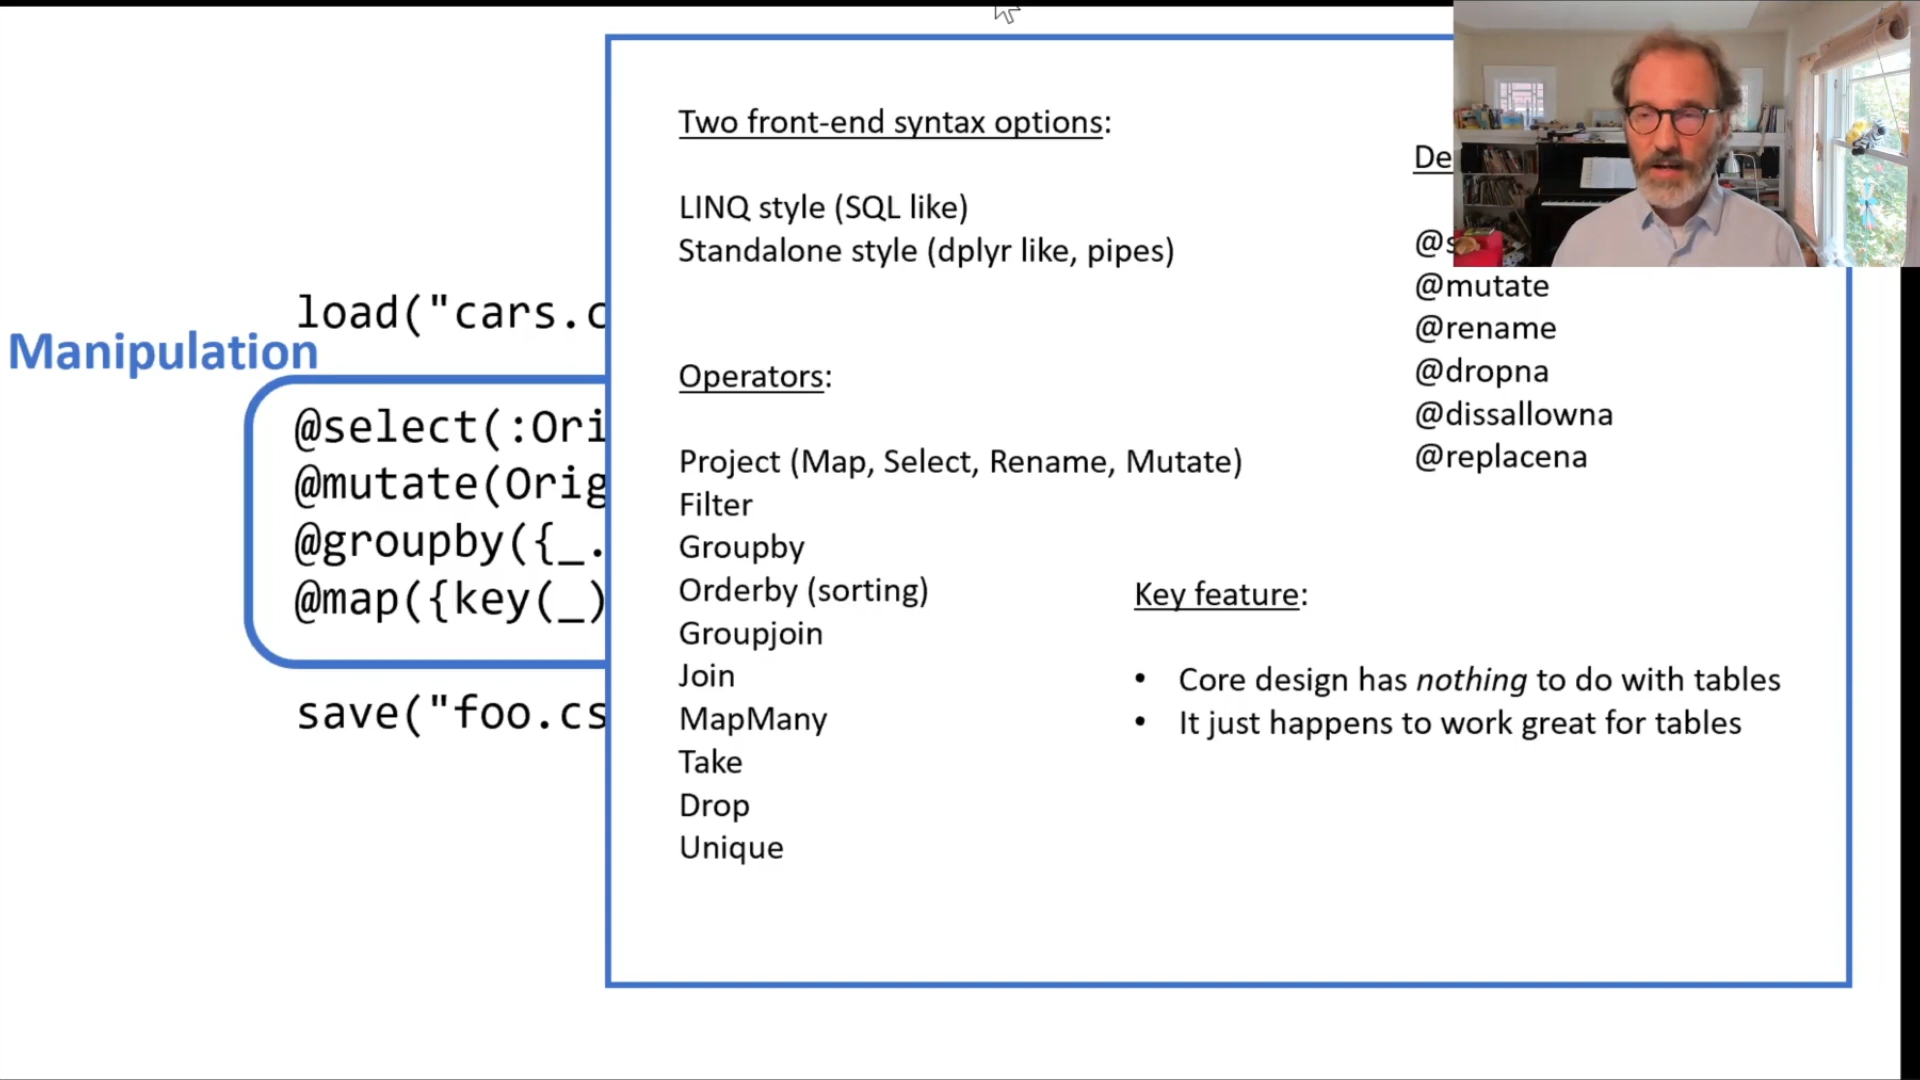 Manipulation
load("cars.c
@select(:Ori
@mutate(Orig
@groupby({_.
@map({key(_)
save("foo.cs
Two front-end syntax options:
LINQ style (SQL like)
Standalone style (dplyr like, pipes)
Operators:
Project (Map, Select, Rename, Mutate)
Filter
Groupby
Orderby (sorting)
Groupjoin
Join
MapMany
Take
Drop
Unique
De
@s
@mutate
@rename
@dropna
@dissallowna
@replacena
Key feature:
• Core design has nothing to do with tables
• It just happens to work great for tables